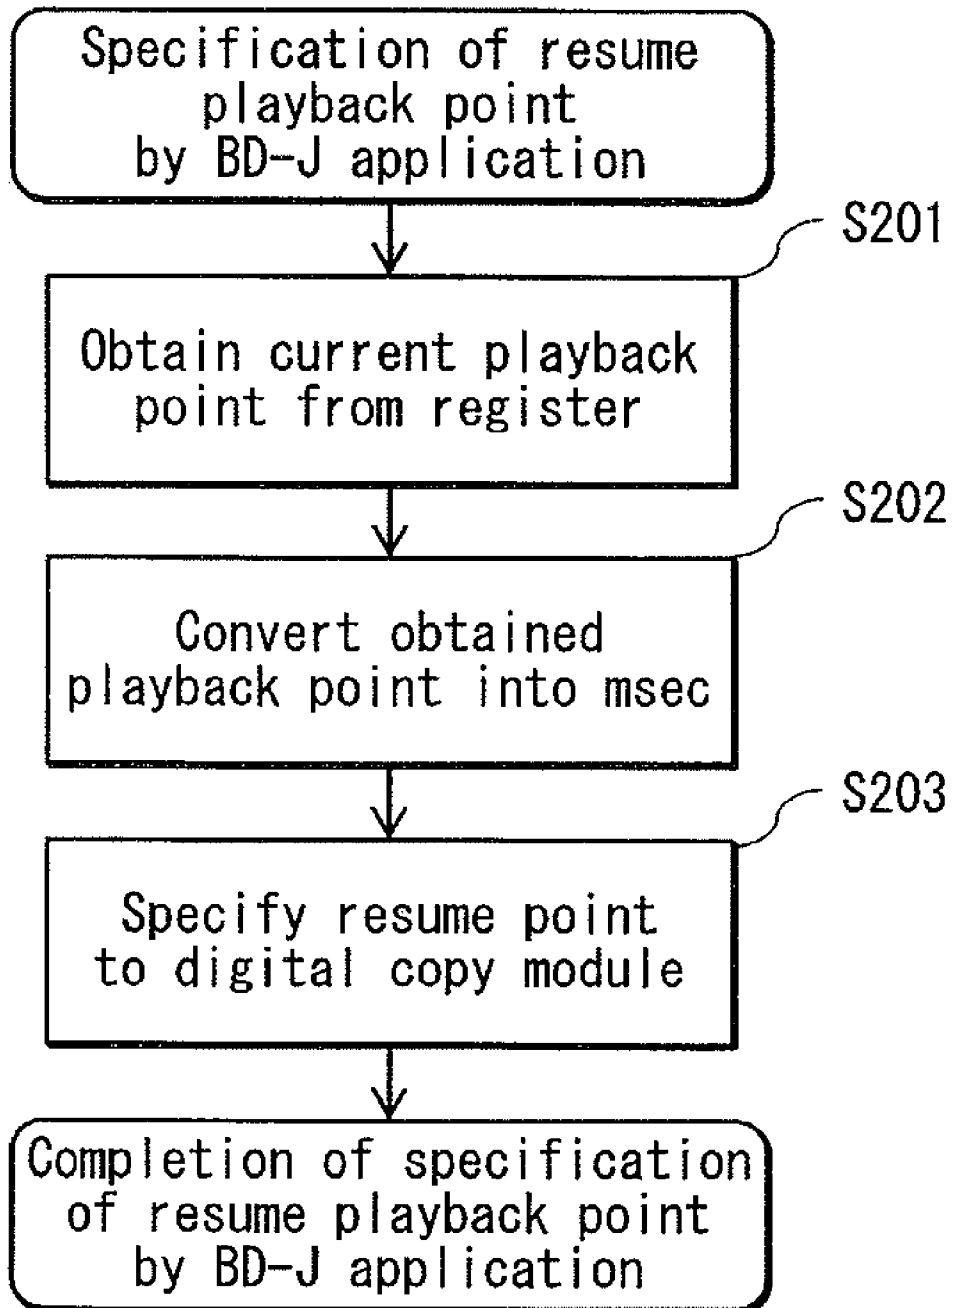 Specification of resume
playback point
by BD-J application
S201
Obtain current playback
point from register
S202
Convert obtained
playback point into msec
S203
Specify resume point
to digital copy module
Completion of specification
of resume playback point
by BD-J application